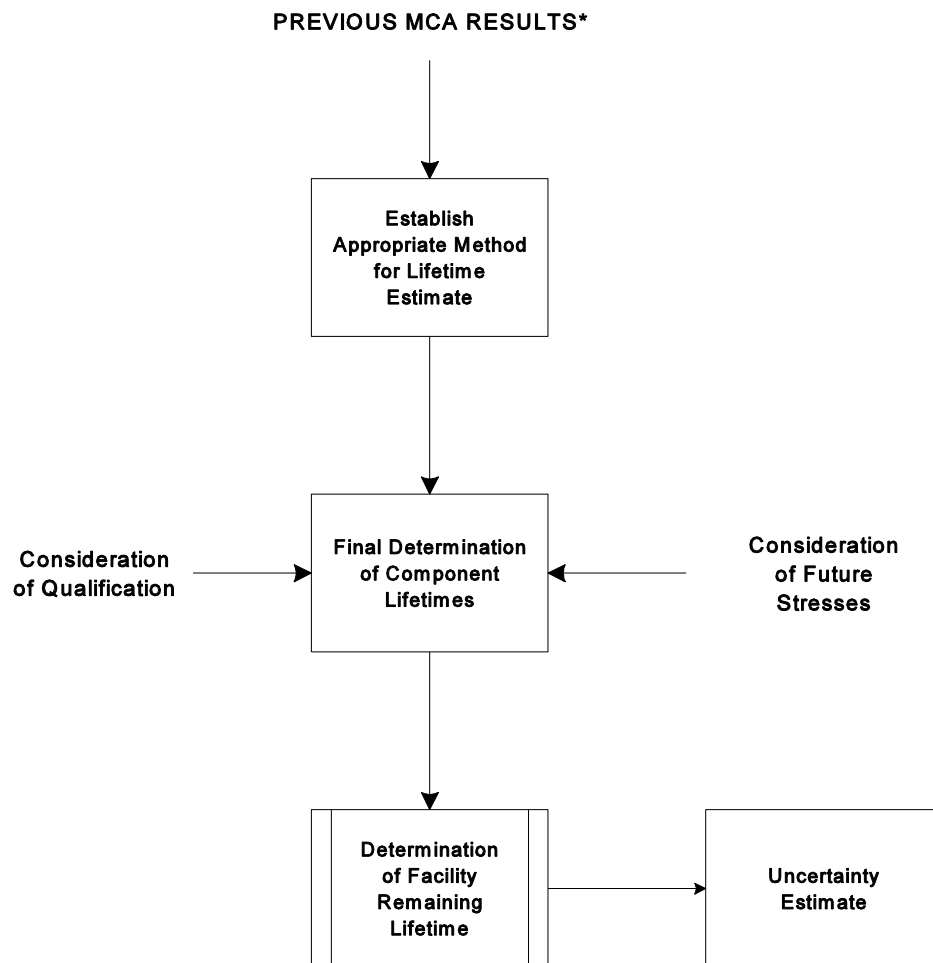 PREVIOUS MCA RESULTS*
Establish
Appropriate Method
for Lifetime
Estimate
Consideration
of Qualification
Final Determination
of Component
Lifetimes
Consideration
of Future
Stresses
Determination
of Facility
Remaining
Lifetime
Uncertainty
Estimate